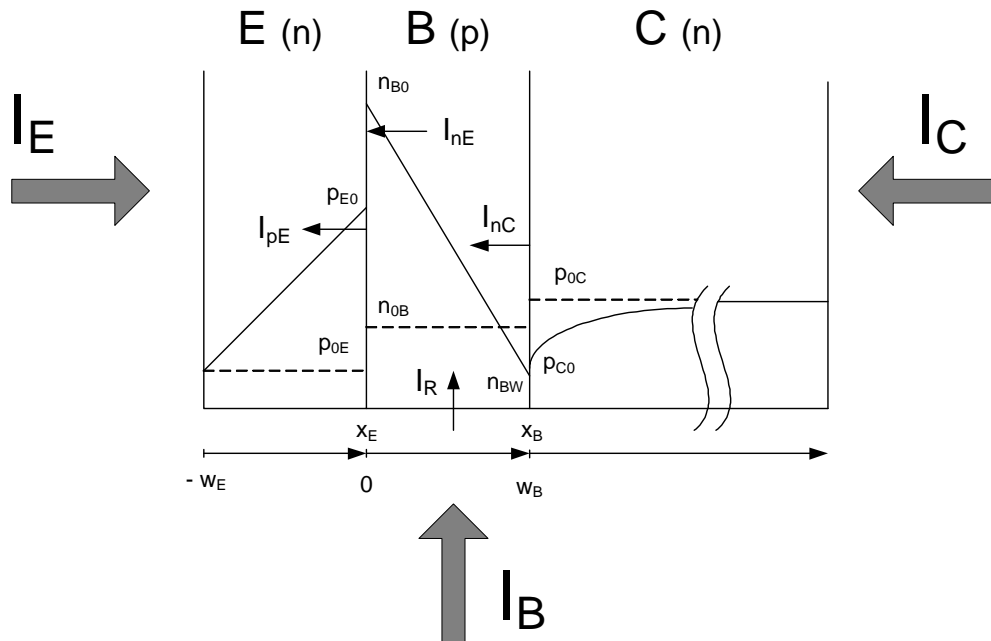 E (n) B (p) C (n)
n_B0
I_E I_nE I_C
p_E0
I_pE I_nC
p_0C
n_0B
p_0E p_C0
I_R n_BW
x_E x_B
- w_E 0 w_B
I_B